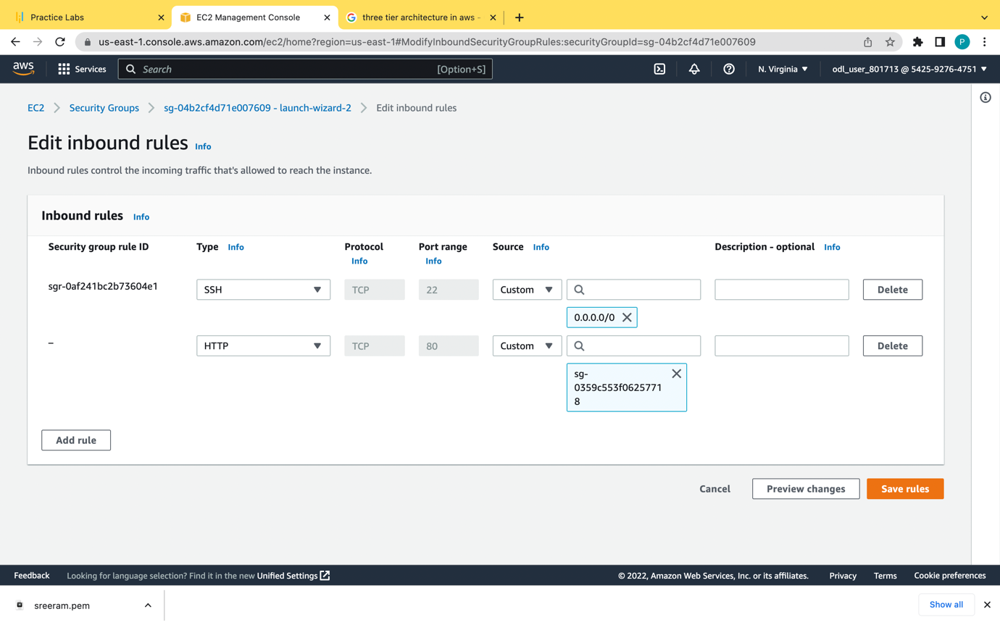 Practice Labs
EC2 Management Console
three tier architecture in aws -
us-east-1.console.aws.amazon.com/ec2/home?region=us-east-1#ModifyInboundSecurityGroupRules:securityGroupId=sg-04b2cf4d71e007609
P
aws
Services
Search
[Option+S]
N. Virginia
odl_user_801713 @ 5425-9276-4751
EC2
Security Groups
sg-04b2cf4d71e007609 - launch-wizard-2
Edit inbound rules
Edit inbound rules Info
Inbound rules control the incoming traffic that's allowed to reach the instance.
Inbound rules Info
Security group rule ID
Type Info
Protocol
Info
Port range
Info
Source Info
Description - optional Info
sgr-0af241bc2b73604e1
SSH
TCP
22
Custom
Delete
0.0.0.0/0
–
HTTP
TCP
80
Custom
Delete
sg-
0359c553f0625771
8
Add rule
Cancel
Preview changes
Save rules
Feedback
Looking for language selection? Find it in the new Unified Settings
© 2022, Amazon Web Services, Inc. or its affiliates.
Privacy
Terms
Cookie preferences
sreeram.pem
Show all